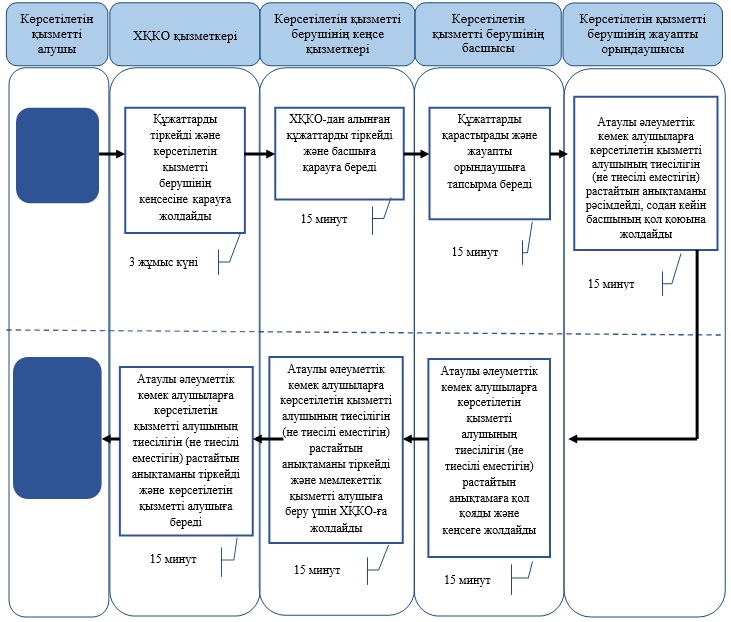 Көрсетілетін
қызметті
алушы
ХҚКО қызметкері
Көрсетілетін қызметті
берушінің кеңсе
қызметкері
Көрсетілетін
қызметті берушінің
басшысы
Көрсетілетін қызметті
берушінің жауапты
орындаушысы
Құжаттарды
тіркейді және
көрсетілетін
қызметті
берушінің
кеңсесіне қарауға
жолдайды
3 жұмыс күні
ХҚКО-дан алынған
құжаттарды тіркейді
және басшыға
қарауға береді
15 минут
Құжаттарды
қарастырады және
жауапты
орындаушыға
тапсырма береді
15 минут
Атаулы әлеуметтік
көмек алушыларға
көрсетілетін қызметті
алушының тиесілігін
(не тиесілі еместігін)
растайтын анықтаманы
рәсімдейді, содан кейін
басшының қол қоюына
жолдайды
15 минут
Атаулы әлеуметтік
көмек алушыларға
көрсетілетін
қызметті алушының
тиесілігін (не тиесілі
еместігін) растайтын
анықтаманы тіркейді
және көрсетілетін
қызметті алушыға
береді
15 минут
Атаулы әлеуметтік
көмек алушыларға
көрсетілетін қызметті
алушының тиесілігін
(не тиесілі еместігін)
растайтын
анықтаманы тіркейді
және мемлекеттік
қызметті алушыға
беру үшін ХҚКО-ға
жолдайды
15 минут
Атаулы әлеуметтік
көмек алушыларға
көрсетілетін
қызметті
алушының
тиесілігін (не
тиесілі еместігін)
растайтын
анықтамаға қол
қояды және
кеңсеге жолдайды
15 минут